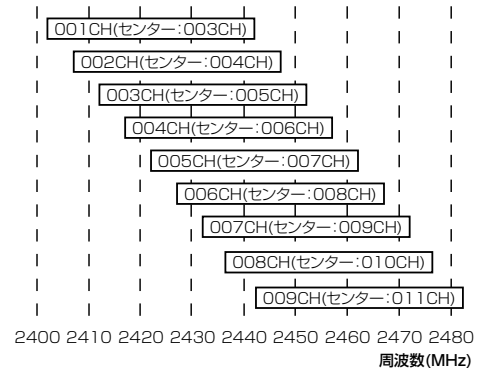 001CH(センター：003CH)
002CH(センター：004CH)
003CH(センター：005CH)
004CH(センター：006CH)
005CH(センター：007CH)
006CH(センター：008CH)
007CH(センター：009CH)
008CH(センター：010CH)
009CH(センター：011CH)
2400 2410 2420 2430 2440 2450 2460 2470 2480
周波数(MHz)